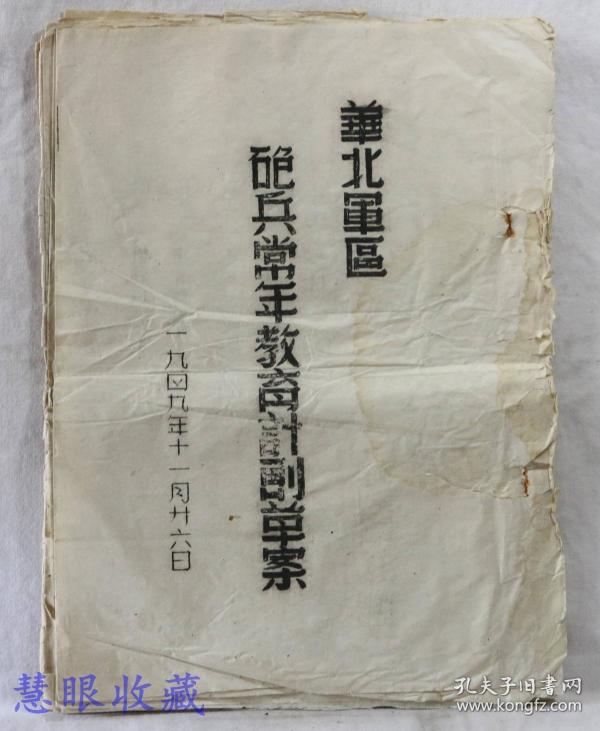 華北軍區
砲兵常年教育計劃草案
一九四九年十一月廿六日
慧眼收藏
孔夫子旧書网
www.kongfz.com